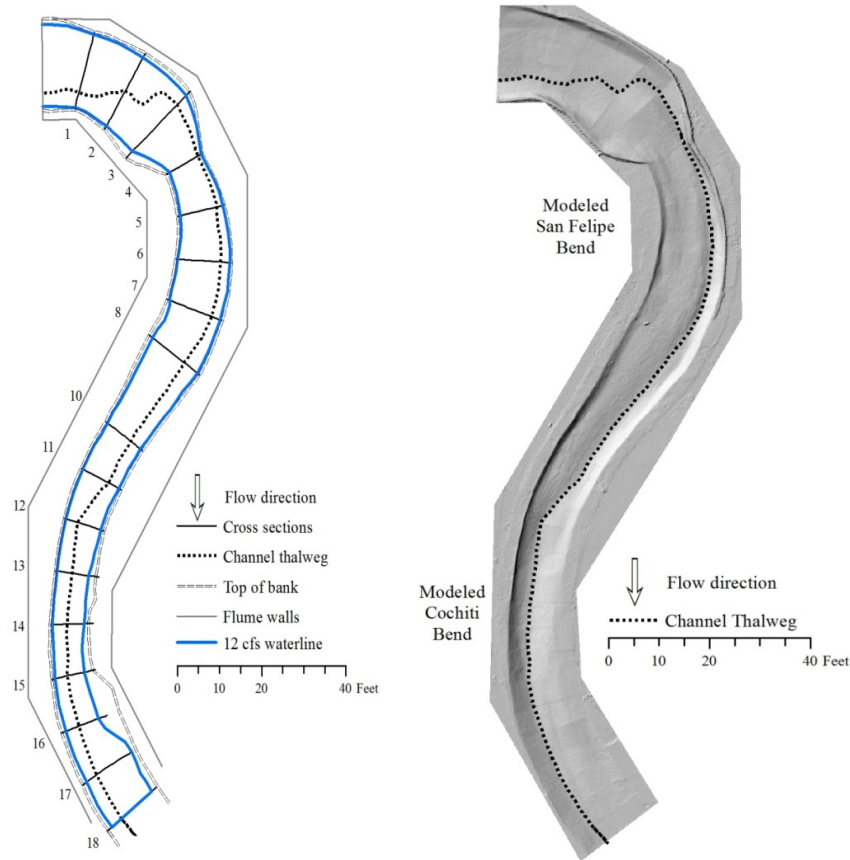 1
2
3
4
5
6
7
8
10
11
12
13
14
15
16
17
18
Flow direction
Cross sections
Channel thalweg
Top of bank
Flume walls
12 cfs waterline
0 10 20 40 Feet
Modeled
San Felipe
Bend
Modeled
Cochiti
Bend
Flow direction
Channel Thalweg
0 10 20 40 Feet